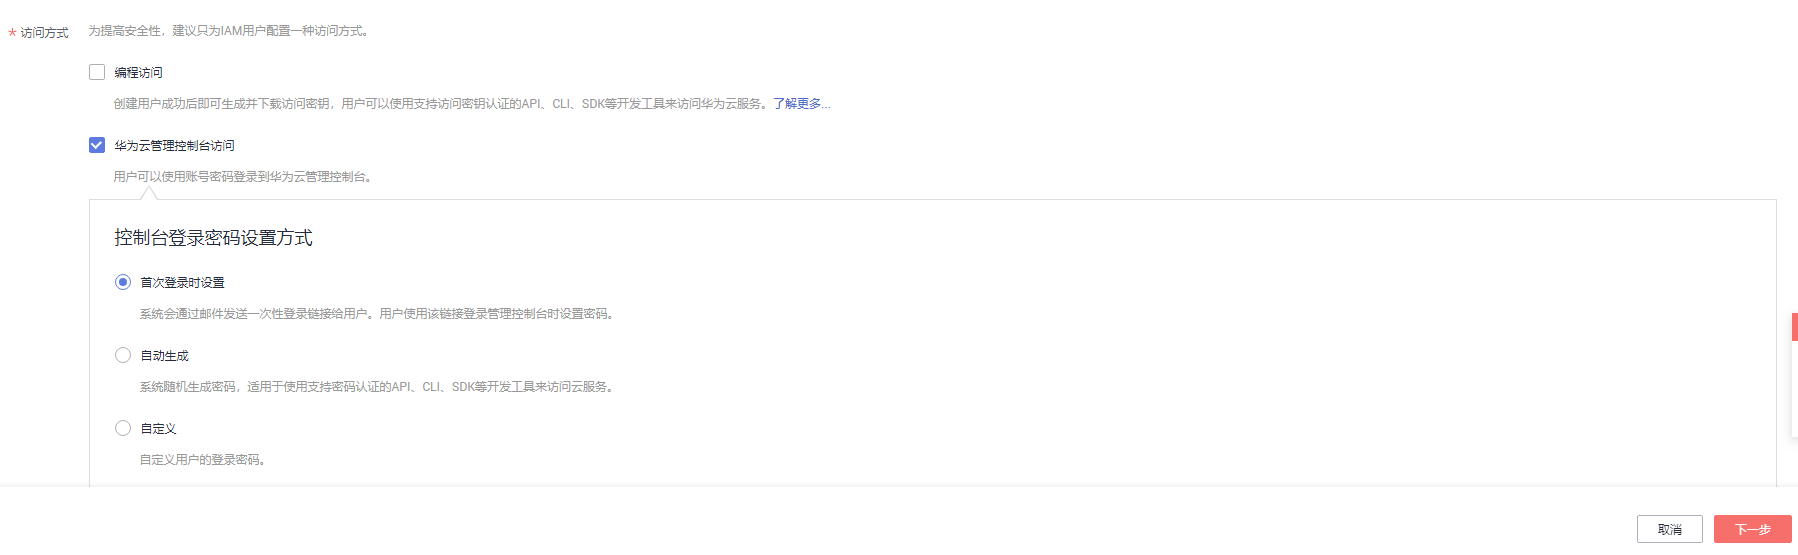 * 访问方式 为提高安全性，建议只为IAM用户配置一种访问方式。
编程访问
创建用户成功后即可生成并下载访问密钥，用户可以使用支持访问密钥认证的API、CLI、SDK等开发工具来访问华为云服务。了解更多...
华为云管理控制台访问
用户可以使用账号密码登录到华为云管理控制台。
控制台登录密码设置方式
首次登录时设置
系统会通过邮件发送一次性登录链接给用户。用户使用该链接登录管理控制台时设置密码。
自动生成
系统随机生成密码，适用于使用支持密码认证的API、CLI、SDK等开发工具来访问云服务。
自定义
自定义用户的登录密码。
取消 下一步